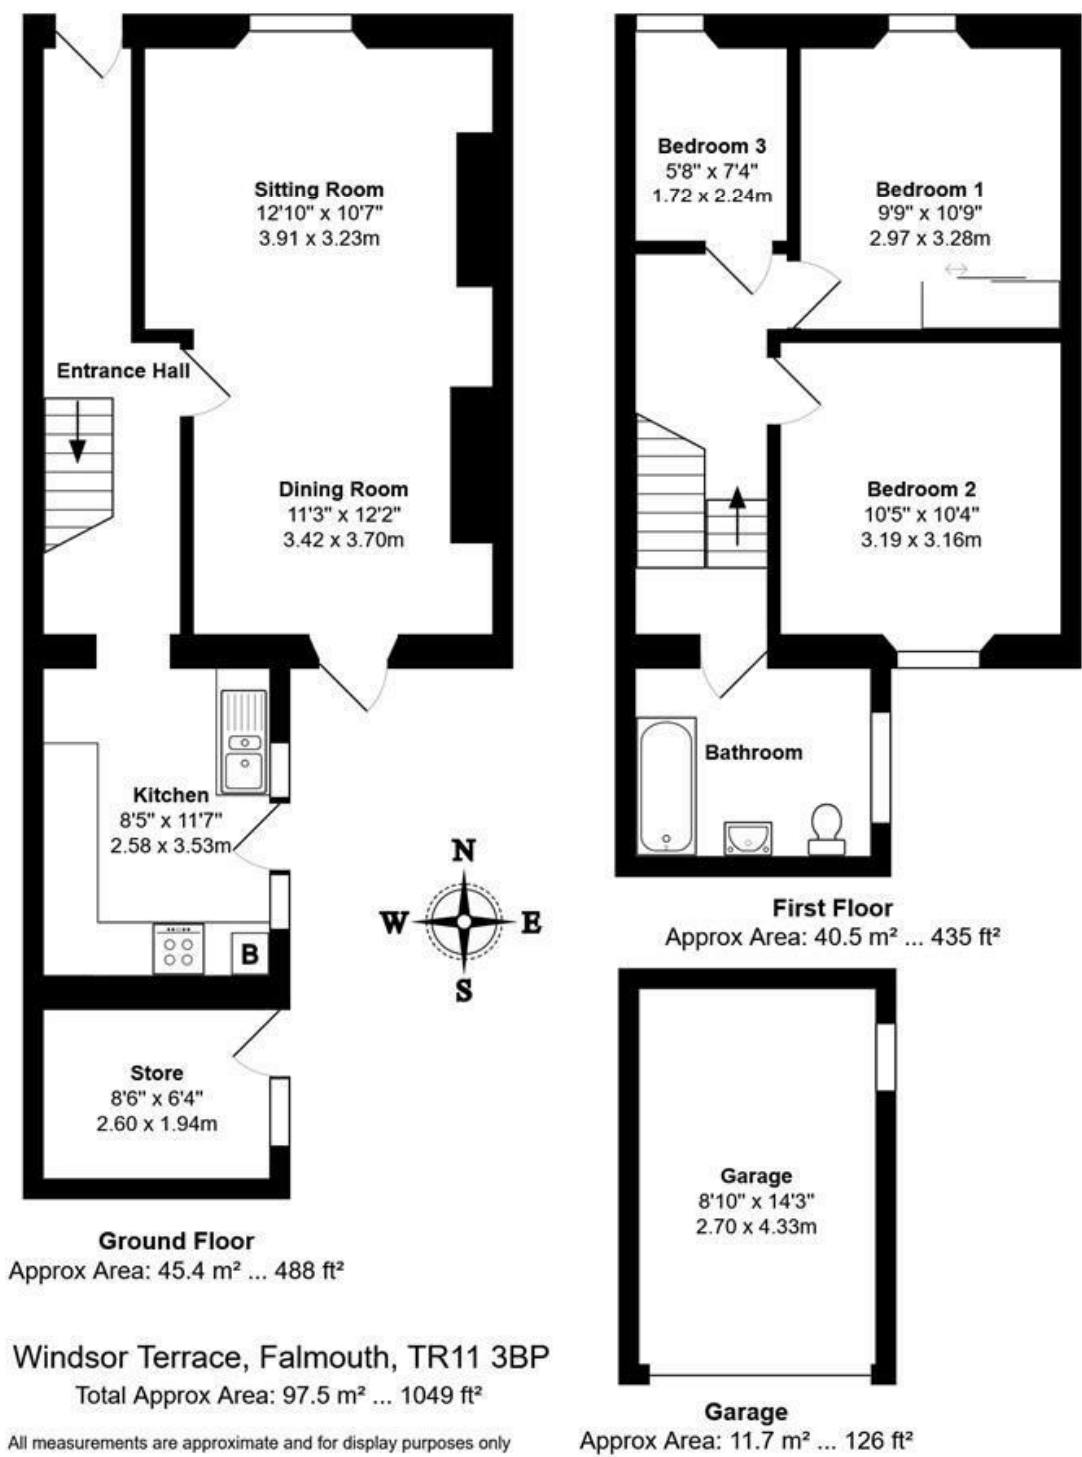 Sitting Room
12'10" x 10'7"
3.91 x 3.23m
Entrance Hall
Dining Room
11'3" x 12'2"
3.42 x 3.70m
Kitchen
8'5" x 11'7"
2.58 x 3.53m
B
Store
8'6" x 6'4"
2.60 x 1.94m
Ground Floor
Approx Area: 45.4 m² ... 488 ft²
N
W
E
S
Bedroom 3
5'8" x 7'4"
1.72 x 2.24m
Bedroom 1
9'9" x 10'9"
2.97 x 3.28m
Bedroom 2
10'5" x 10'4"
3.19 x 3.16m
Bathroom
First Floor
Approx Area: 40.5 m² ... 435 ft²
Garage
8'10" x 14'3"
2.70 x 4.33m
Garage
Approx Area: 11.7 m² ... 126 ft²
Windsor Terrace, Falmouth, TR11 3BP
Total Approx Area: 97.5 m² ... 1049 ft²
All measurements are approximate and for display purposes only